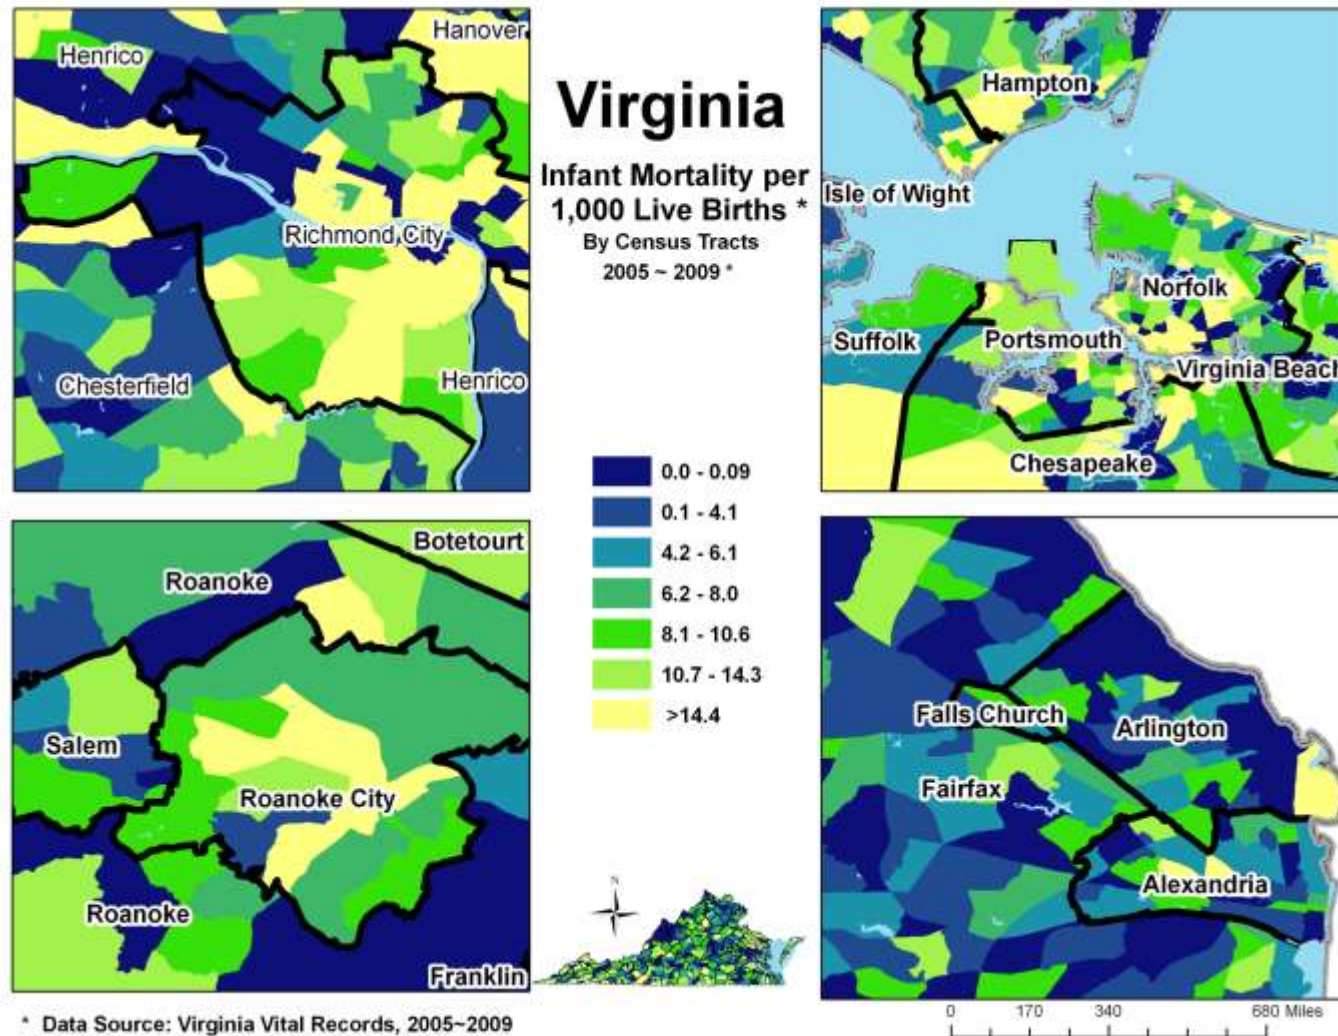 Hanover
Henrico
Richmond City
Chesterfield
Henrico
Virginia
Infant Mortality per
1,000 Live Births *
By Census Tracts
2005 ~ 2009 *
Hampton
Isle of Wight
Norfolk
Suffolk
Portsmouth
Virginia Beach
Chesapeake
0.0 - 0.09
0.1 - 4.1
4.2 - 6.1
6.2 - 8.0
8.1 - 10.6
10.7 - 14.3
>14.4
Botetourt
Roanoke
Salem
Roanoke City
Roanoke
Franklin
Falls Church
Arlington
Fairfax
Alexandria
N
0 170 340 680 Miles
* Data Source: Virginia Vital Records, 2005~2009